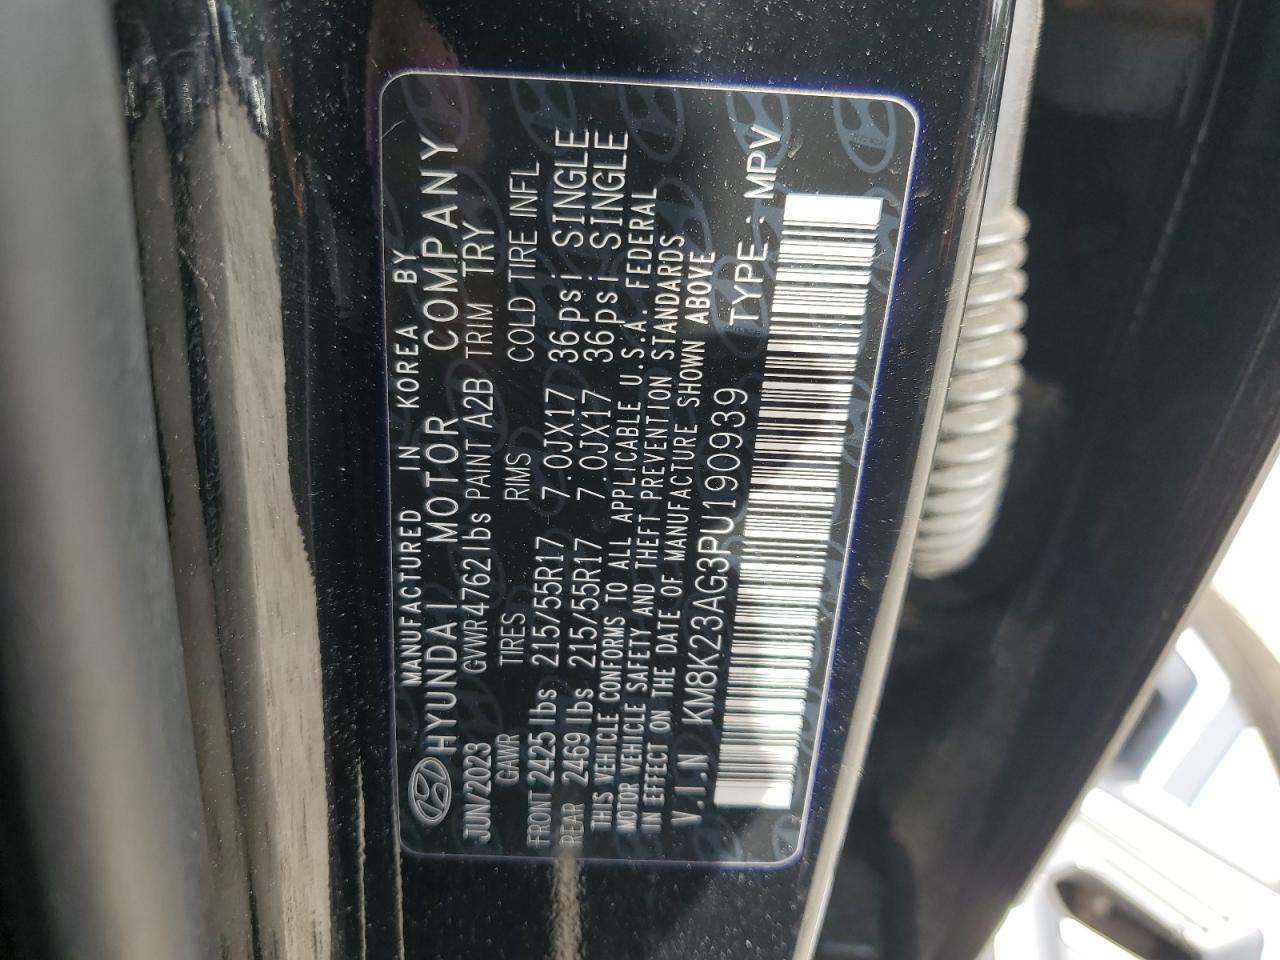 MANUFACTURED IN KOREA BY
HYUNDAI MOTOR COMPANY
JUN/2023 GVWR4762lbs PAINT A2B TRIM TRY
GAWR TIRES RIMS COLD TIRE INFL
FRONT 2425lbs 215/55R17 7.0JX17 36psi SINGLE
REAR 2469lbs 215/55R17 7.0JX17 36psi SINGLE
THIS VEHICLE CONFORMS TO ALL APPLICABLE U.S.A. FEDERAL
MOTOR VEHICLE SAFETY AND THEFT PREVENTION STANDARDS
IN EFFECT ON THE DATE OF MANUFACTURE SHOWN ABOVE
V.I.N KM8K23AG3PU190939 TYPE : MPV